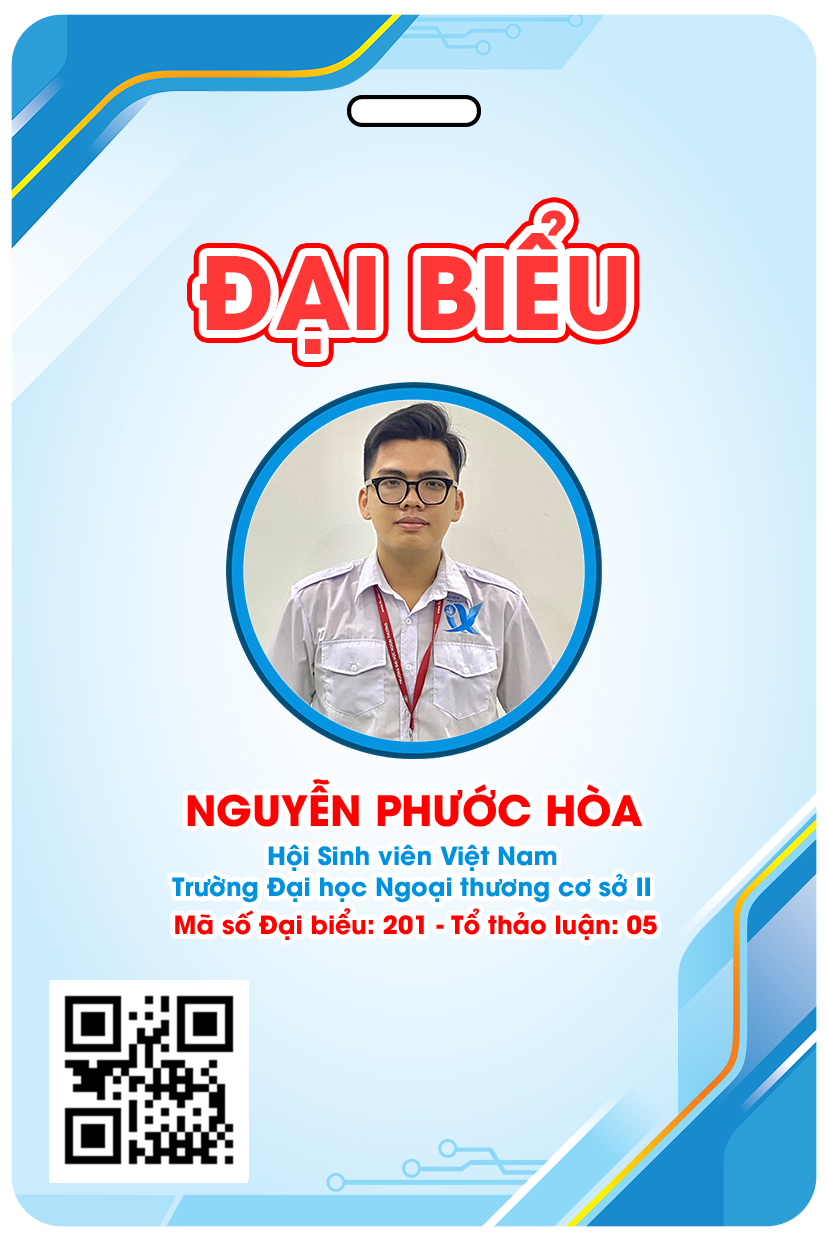 ĐẠI BIỂU
NGUYỄN PHƯỚC HÒA
Hội Sinh viên Việt Nam
Trường Đại học Ngoại thương cơ sở II
Mã số Đại biểu: 201 - Tổ thảo luận: 05